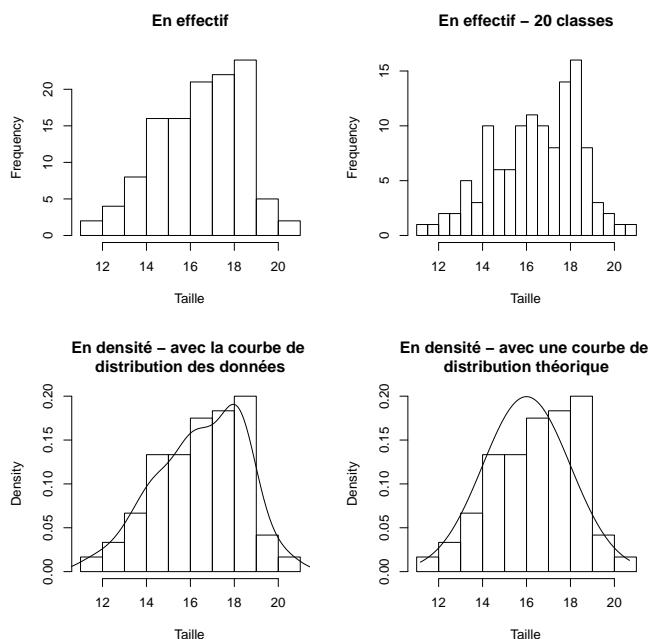 En effectif
Frequency
0 5 10 15 20
12 14 16 18 20
Taille
En effectif − 20 classes
Frequency
0 5 10 15
12 14 16 18 20
Taille
En densité − avec la courbe de
distribution des données
Density
0.00 0.05 0.10 0.15 0.20
12 14 16 18 20
Taille
En densité − avec une courbe de
distribution théorique
Density
0.00 0.05 0.10 0.15 0.20
12 14 16 18 20
Taille